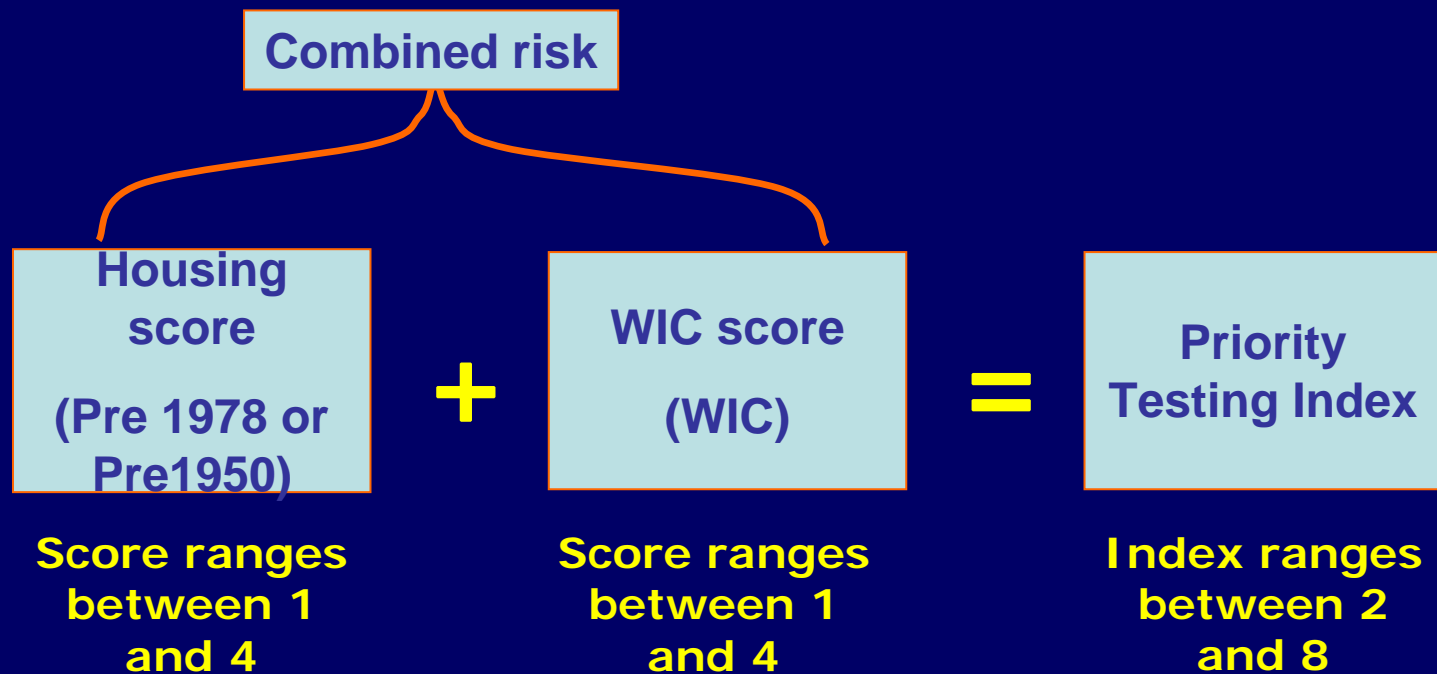 Combined risk
Housing
score
(Pre 1978 or
Pre1950)
+
WIC score
(WIC)
=
Priority
Testing Index
Score ranges
between 1
and 4
Score ranges
between 1
and 4
Index ranges
between 2
and 8